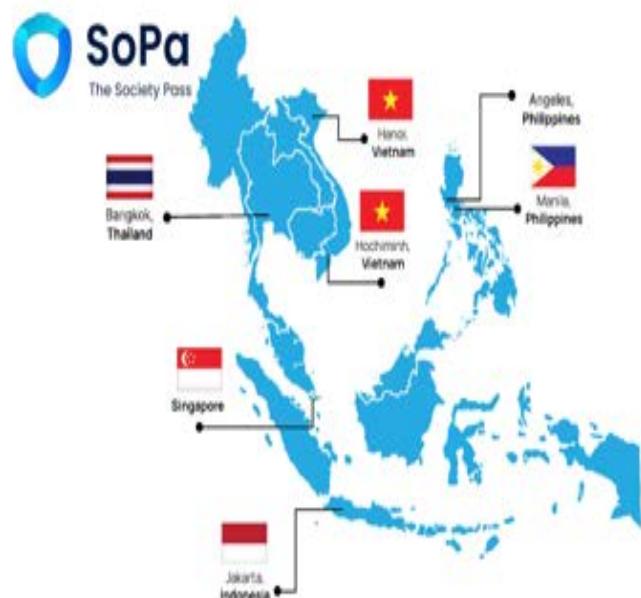 SoPa
The Society Pass
Hanoi,
Vietnam
Angeles,
Philippines
Bangkok,
Thailand
Manila,
Philippines
Hochiminh,
Vietnam
Singapore
Jakarta,
Indonesia